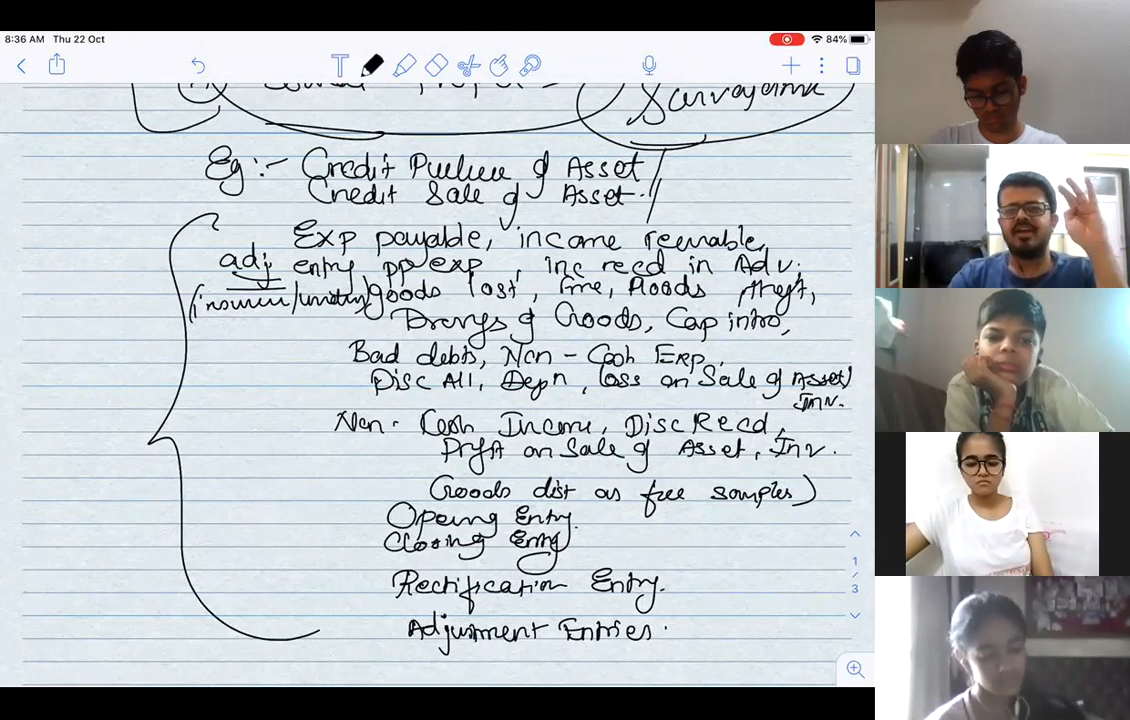 8:36 AM Thu 22 Oct
84%
Eg:- Credit Purchase of Asset
Credit Sale of Asset.
Exp payable, income receivable,
adj entry pp exp, inc recd in Adv.
goods lost, fire, floods, theft,
Drawgs of Goods, Cap intro,
Bad debts, Non-Cash Exp,
Disc All, Depn, loss on Sale of Asset/
Inv.
Non-Cash Income, Disc Recd,
Profit on Sale of Asset, Inv.
Goods dist as free samples)
Opening Entry.
Closing Entry
1
/
3
Rectification Entry.
Adjustment Entries.